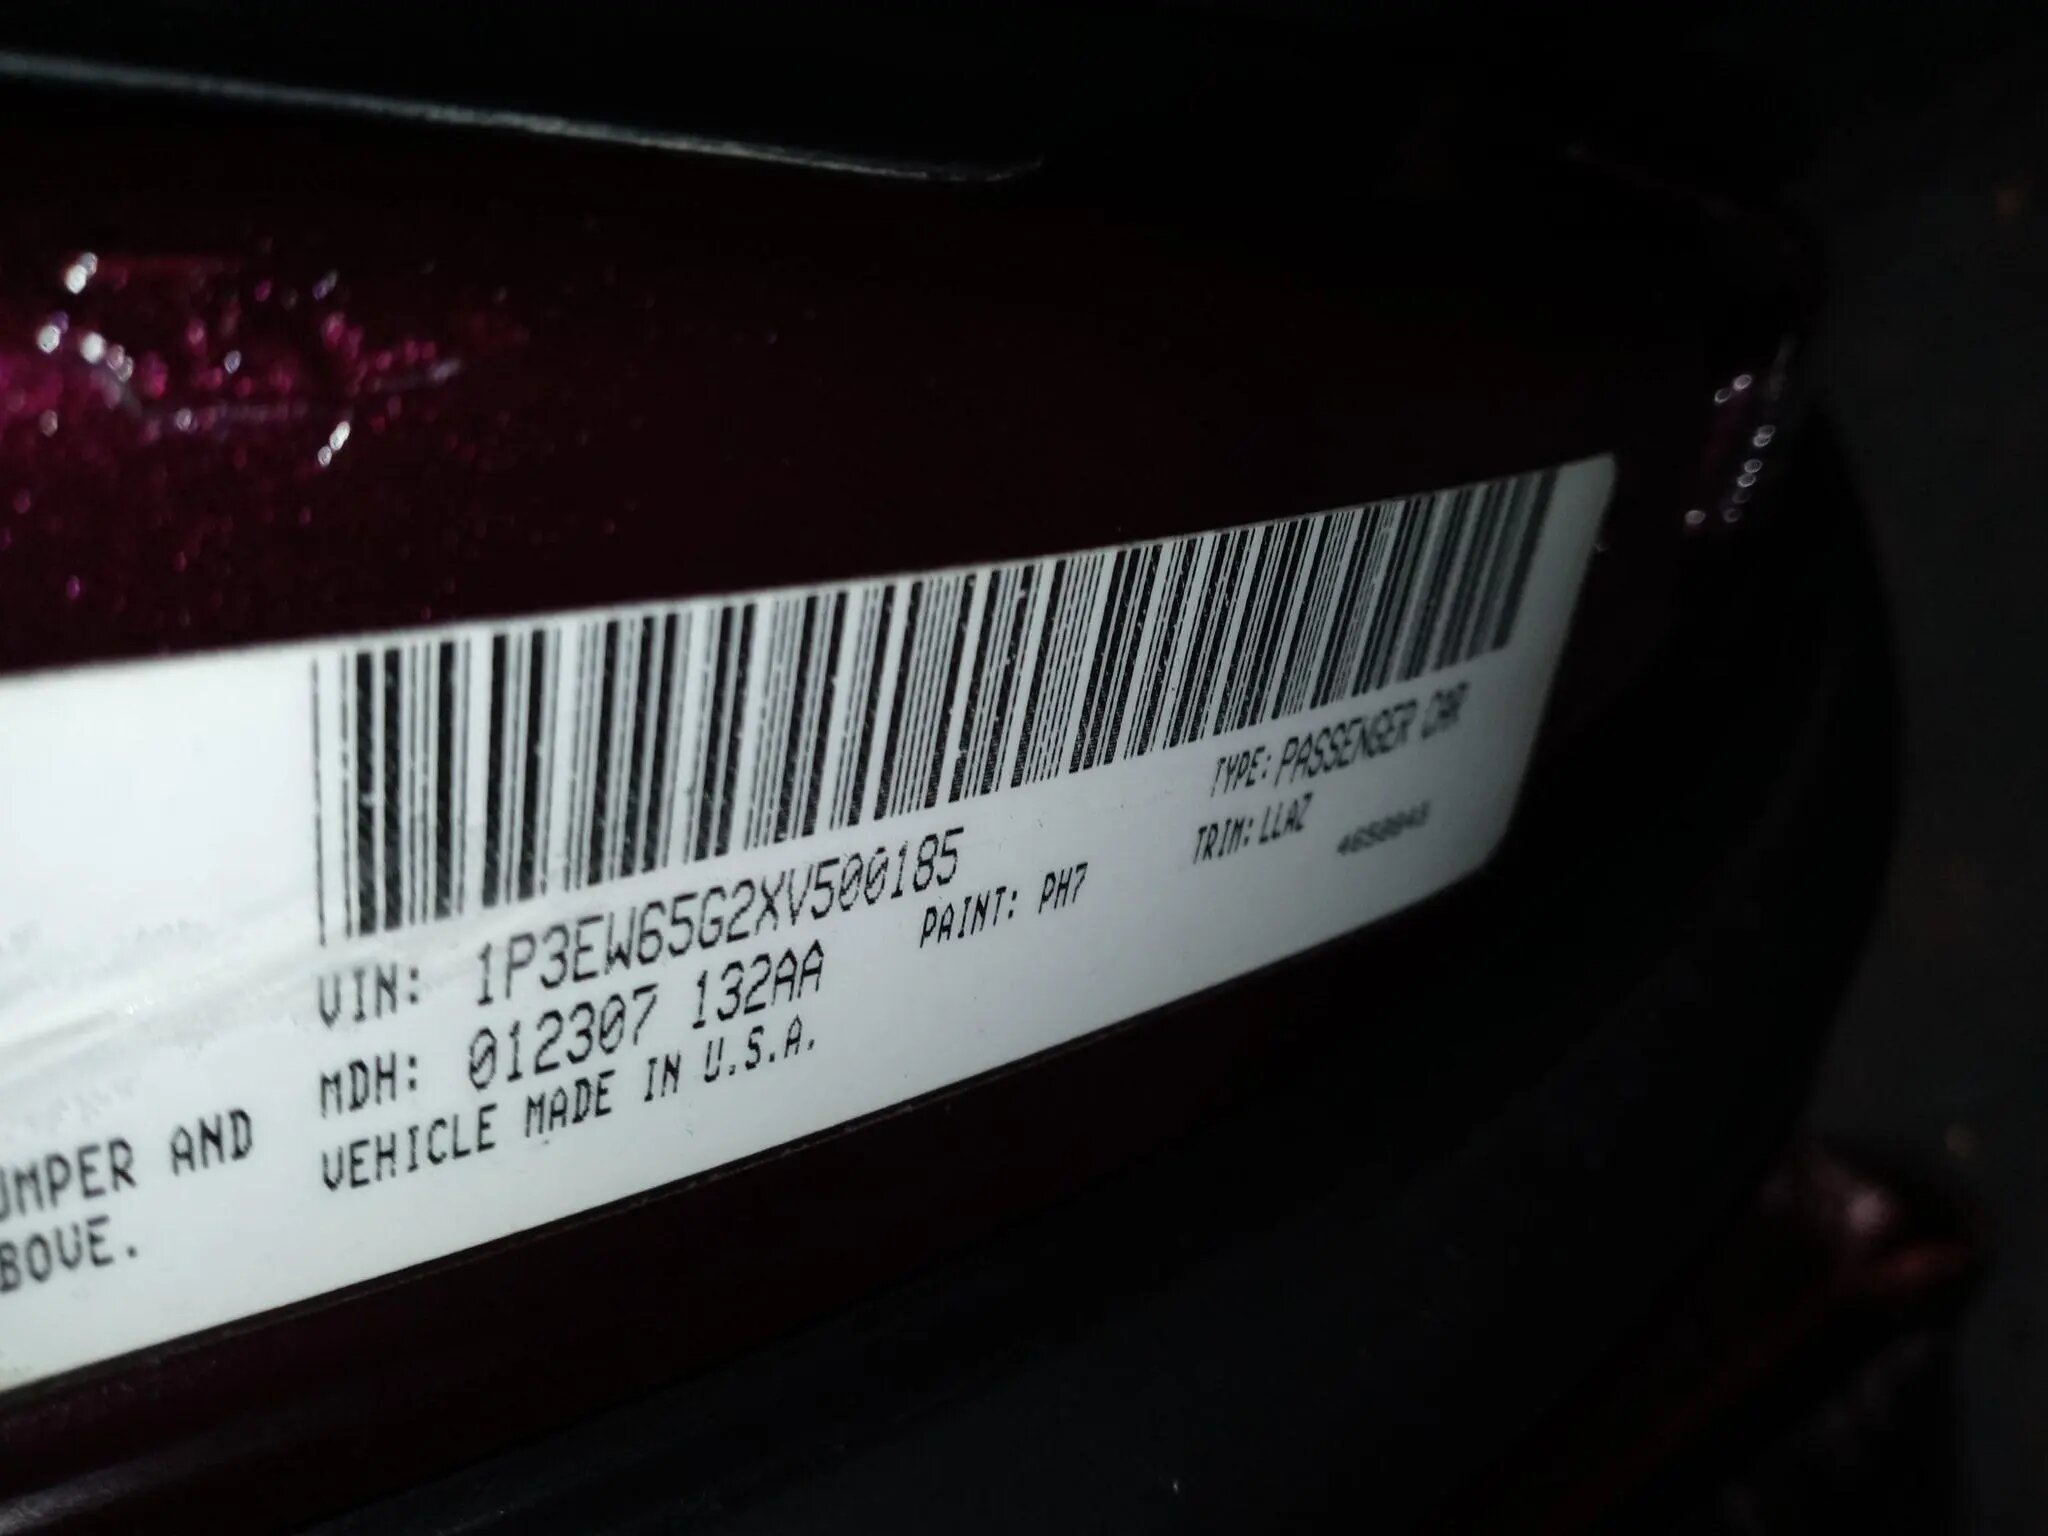 UMPER AND
BOVE.
VIN: 1P3EW65G2XV500185
MDH: 012307 132AA
VEHICLE MADE IN U.S.A.
PAINT: PH7
TYPE: PASSENGER CAR
TRIM: LLAZ